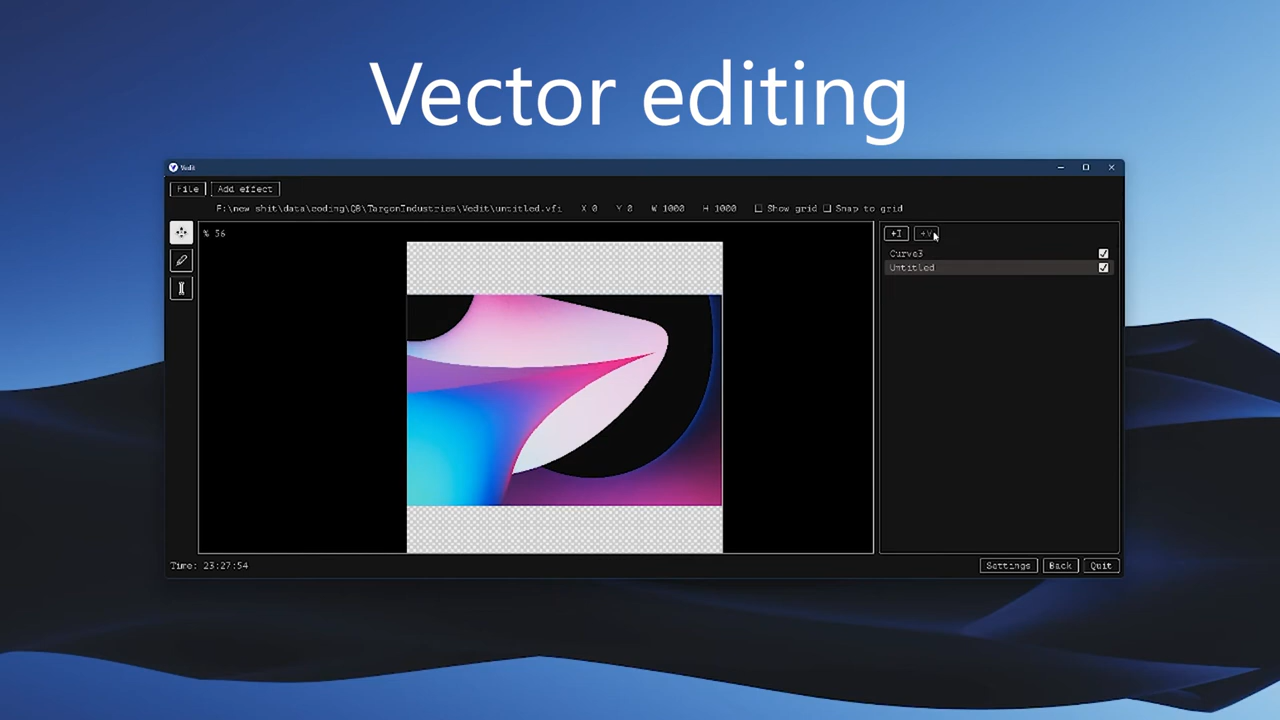 Vector editing
Vedit
File Add effect
F:\new shit\data\coding\QB\TargonIndustries\Vedit\untitled.vfi X 0 Y 0 W 1000 H 1000 Show grid Snap to grid
% 56
+I +V
Curve3
Untitled
Time: 23:27:54
Settings Back Quit